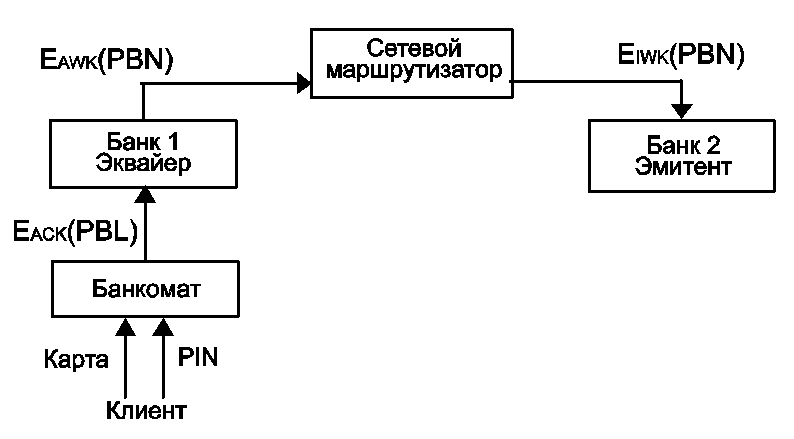 EAWK(PBN)
Сетевой
маршрутизатор
EIWK(PBN)
Банк 1
Эквайер
Банк 2
Эмитент
EACK(PBL)
Банкомат
Карта
PIN
Клиент